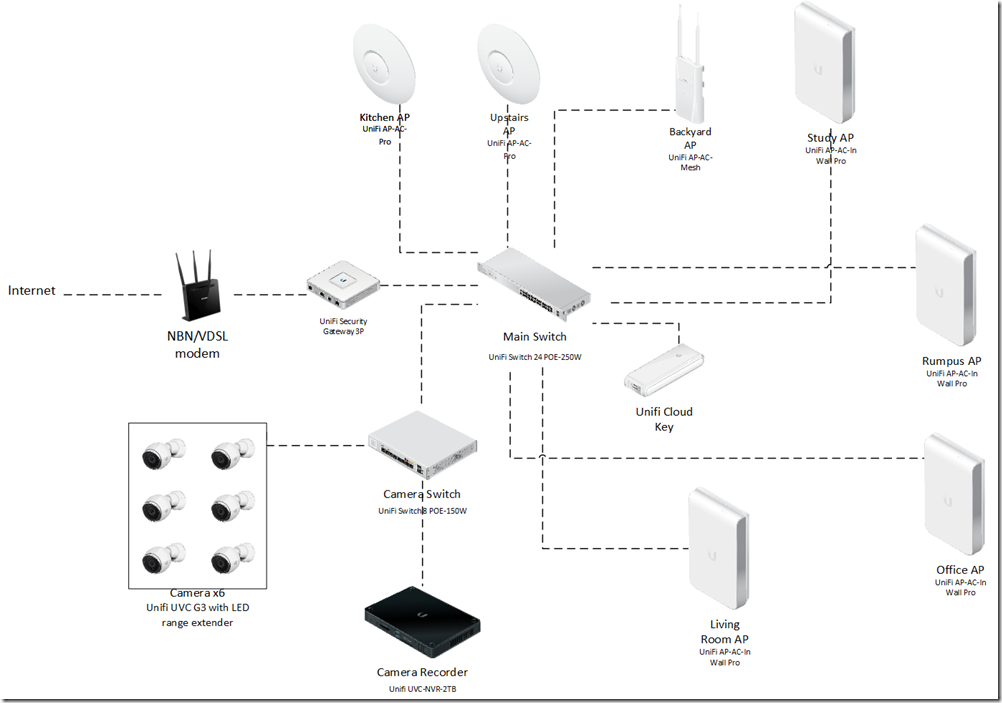 Kitchen AP
UniFi AP-AC-
Pro
Upstairs
AP
UniFi AP-AC-
Pro
Backyard
AP
UniFi AP-AC-
Mesh
Study AP
UniFi AP-AC-In
Wall Pro
Internet
NBN/VDSL
modem
UniFi Security
Gateway 3P
Main Switch
UniFi Switch 24 POE-250W
Unifi Cloud
Key
Rumpus AP
UniFi AP-AC-In
Wall Pro
Camera Switch
UniFi Switch 8 POE-150W
Camera x6
Unifi UVC G3 with LED
range extender
Camera Recorder
Unifi UVC-NVR-2TB
Living
Room AP
UniFi AP-AC-In
Wall Pro
Office AP
UniFi AP-AC-In
Wall Pro